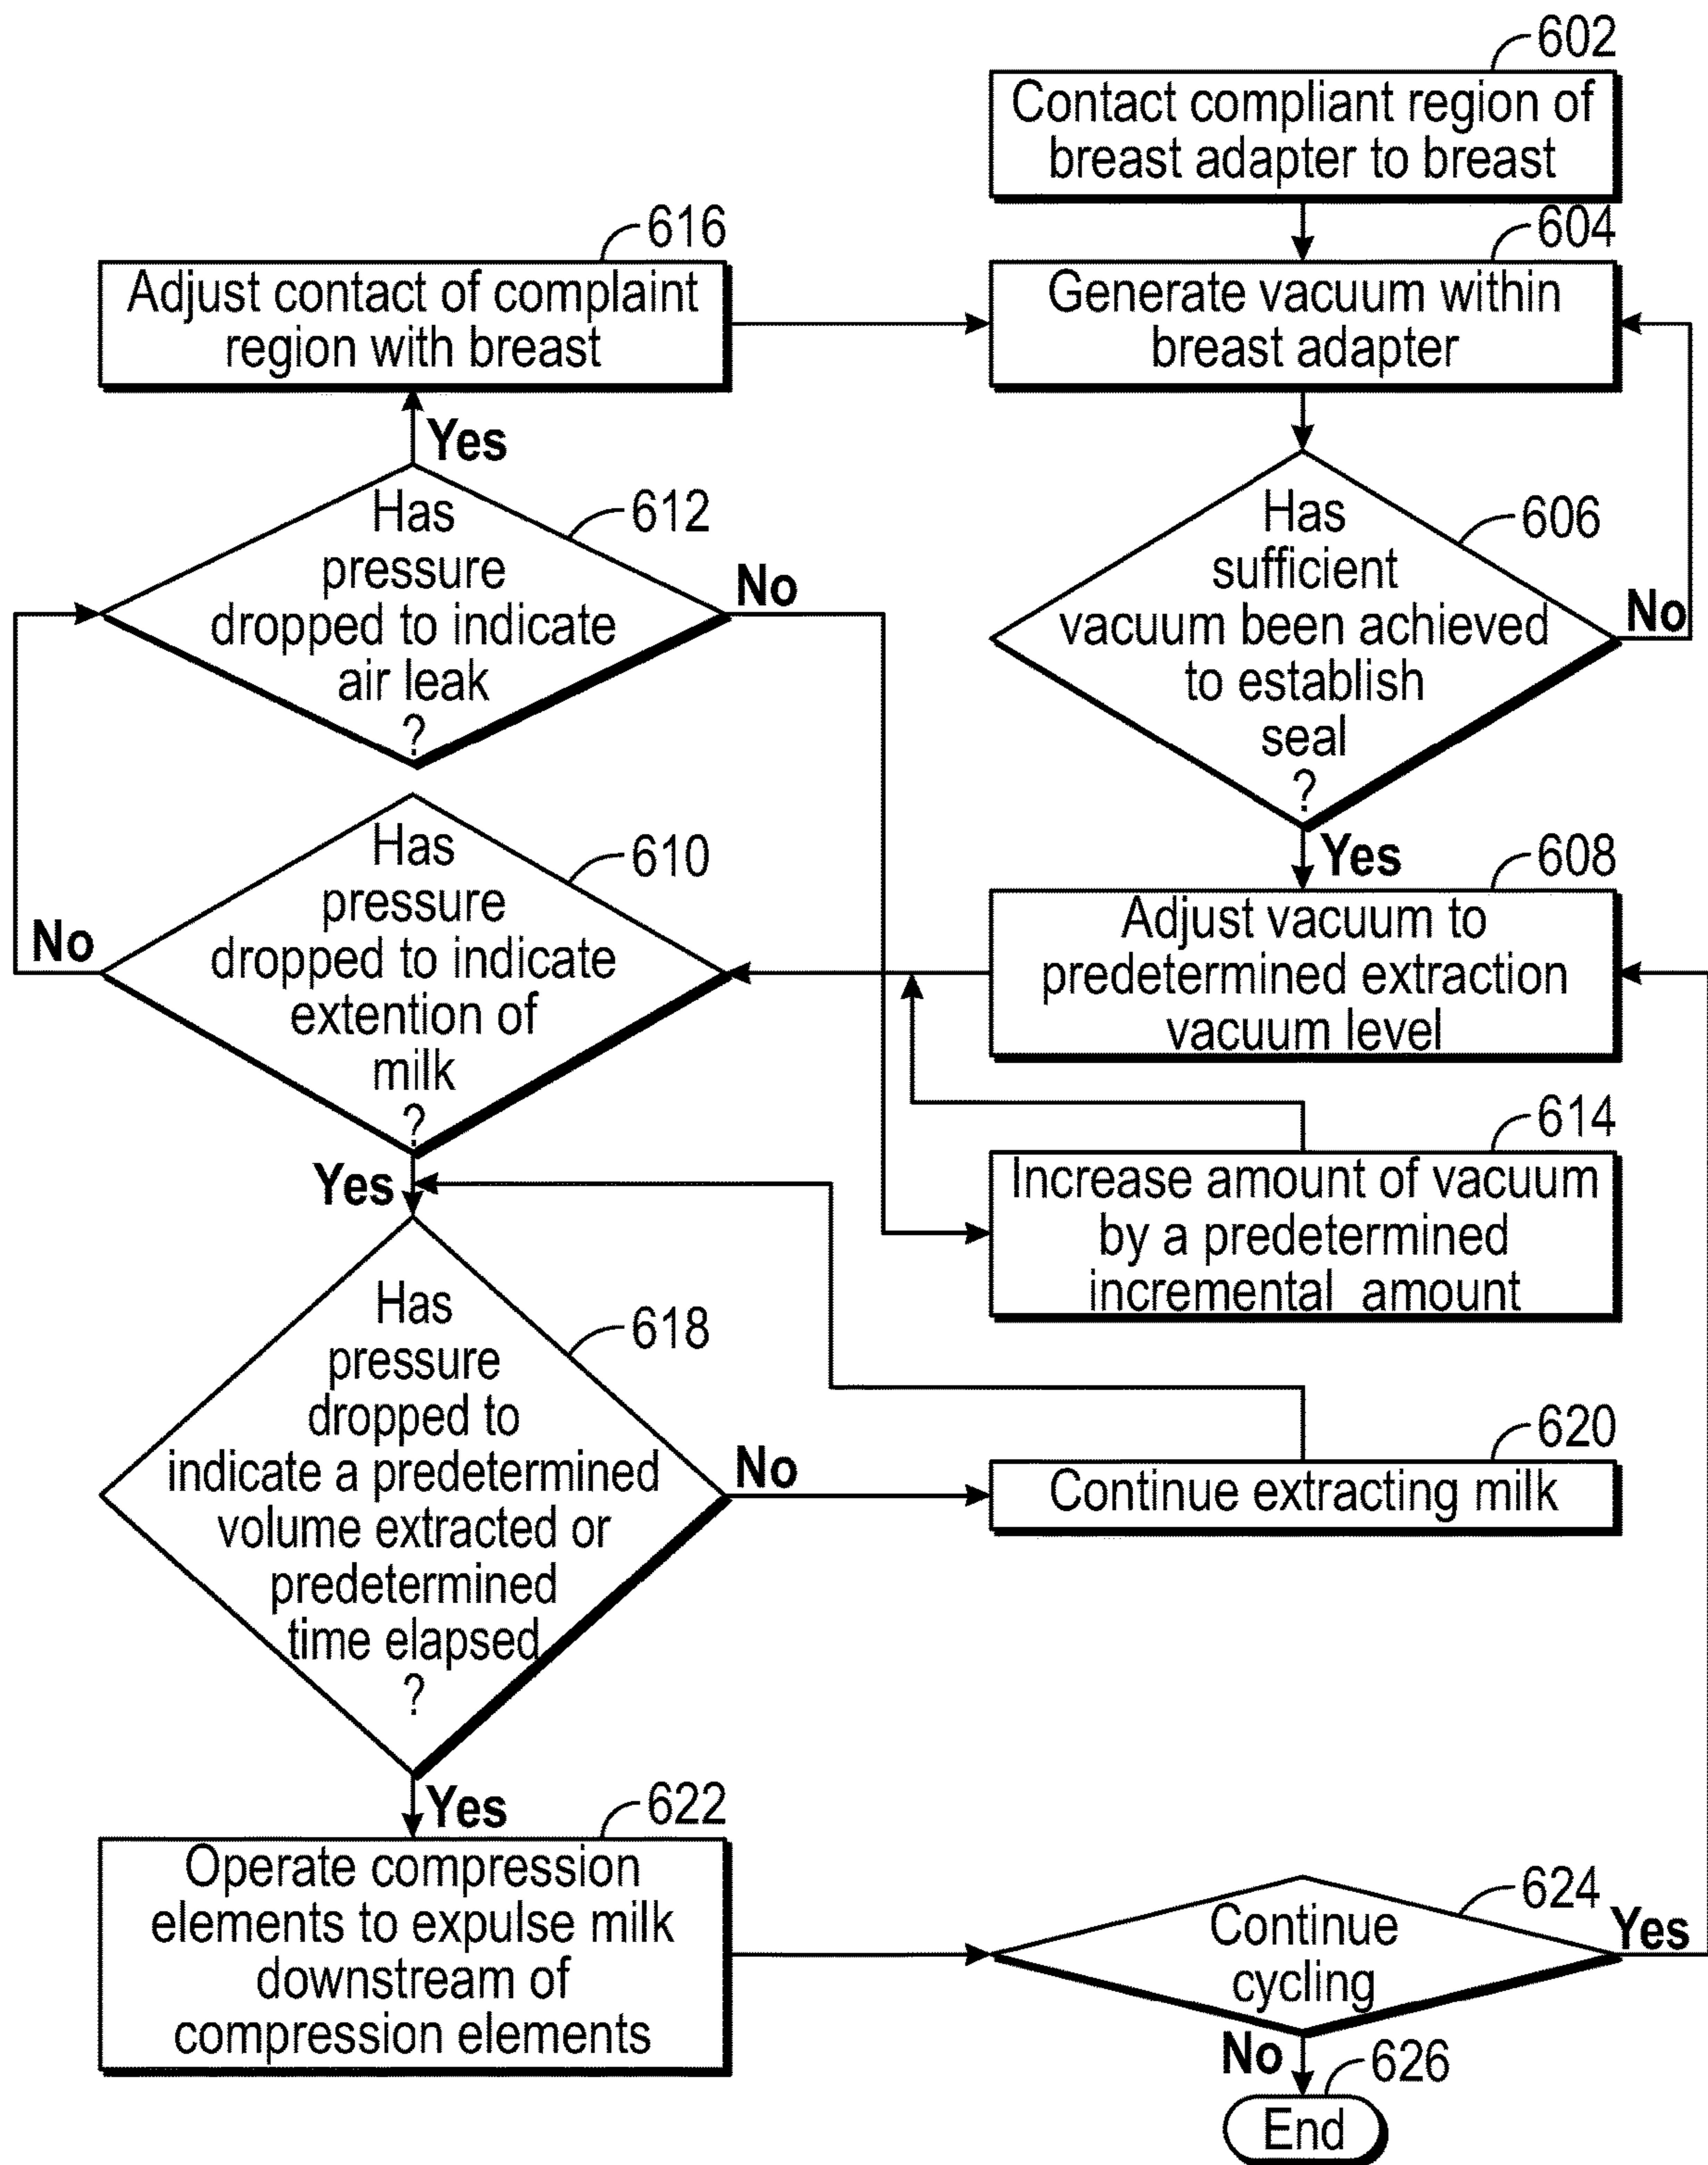 602
Contact compliant region of
breast adapter to breast
604
Generate vacuum within
breast adapter
616
Adjust contact of complaint
region with breast
Yes
612
Has
pressure
dropped to indicate
air leak
?
No
606
Has
sufficient
vacuum been achieved
to establish
seal
?
No
Yes
608
Adjust vacuum to
predetermined extraction
vacuum level
610
Has
pressure
dropped to indicate
extention of
milk
?
No
Yes
614
Increase amount of vacuum
by a predetermined
incremental amount
618
Has
pressure
dropped to
indicate a predetermined
volume extracted or
predetermined
time elapsed
?
No
620
Continue extracting milk
Yes
622
Operate compression
elements to expulse milk
downstream of
compression elements
624
Continue
cycling
Yes
No
626
End